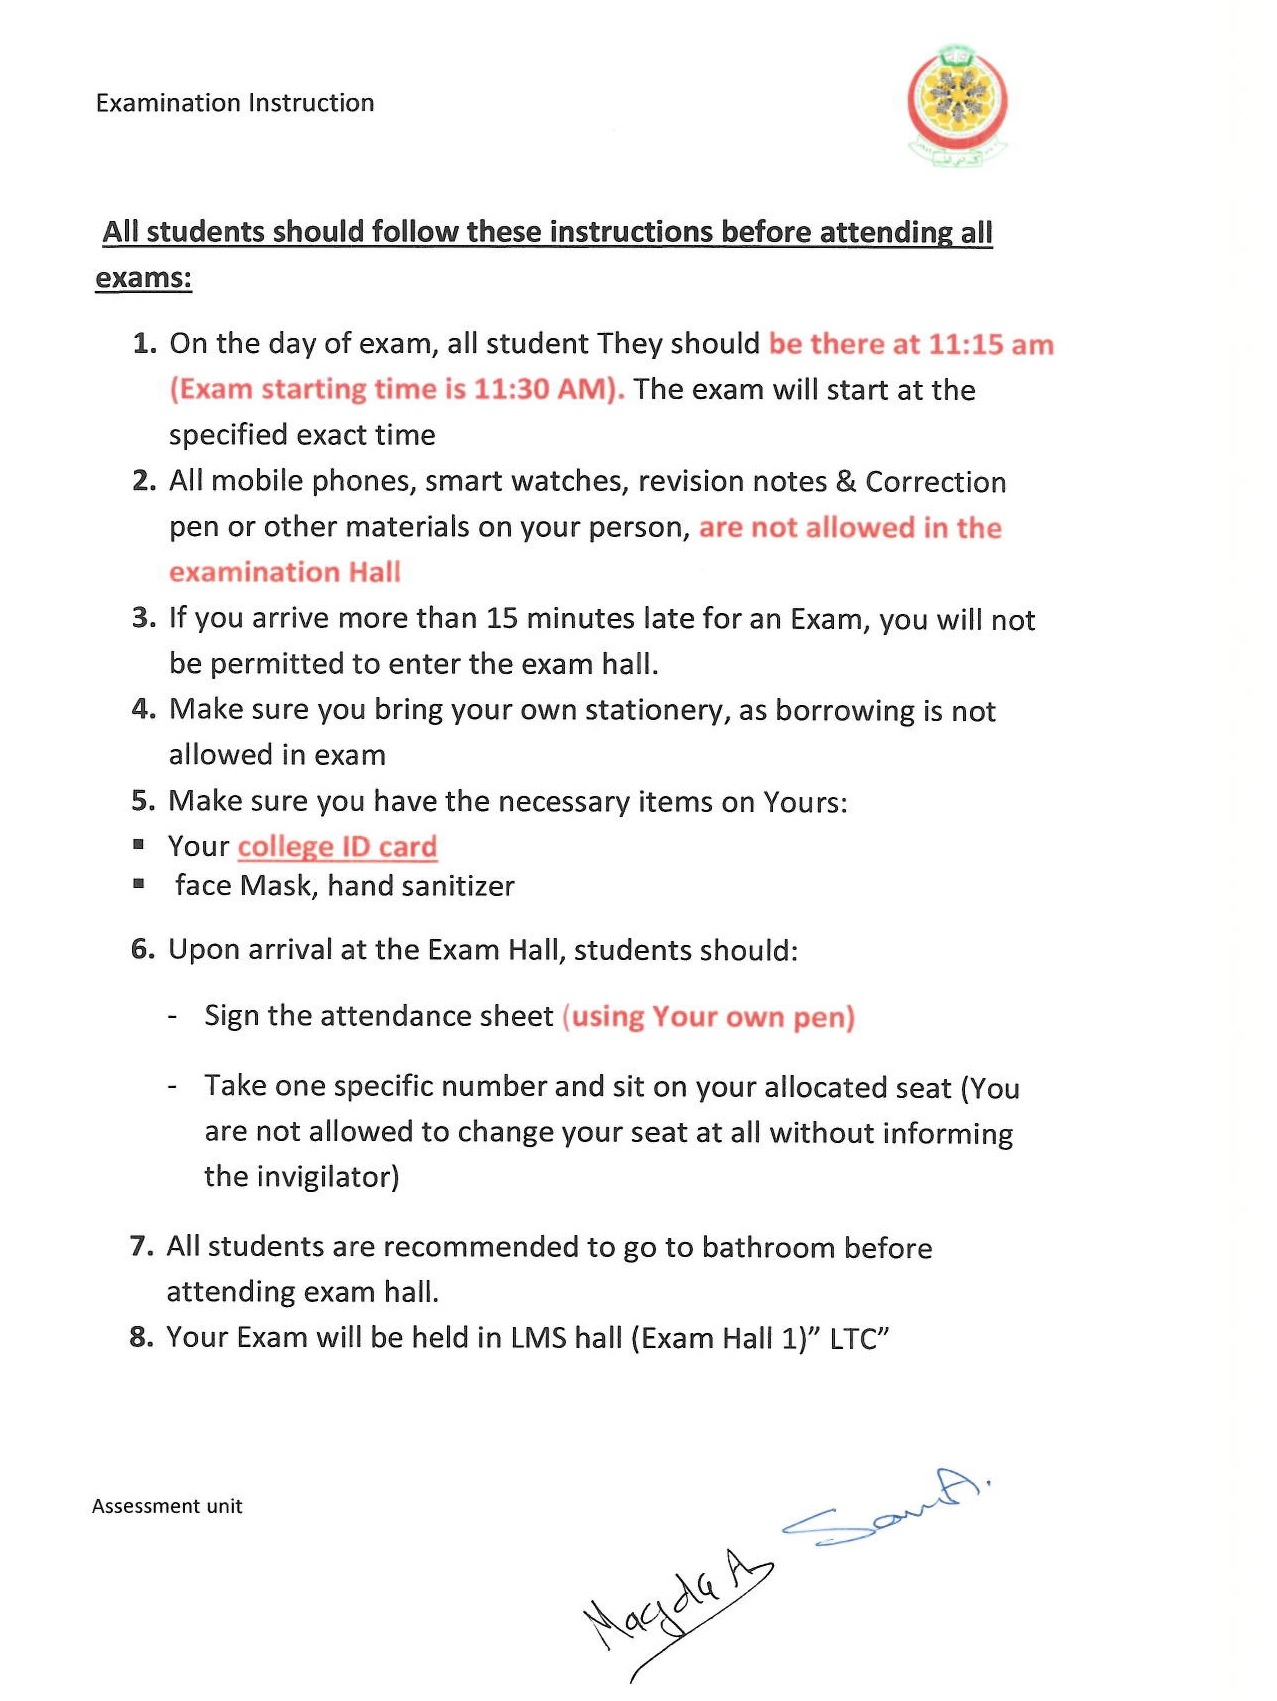 Examination Instruction
All students should follow these instructions before attending all
exams:
1. On the day of exam, all student They should be there at 11:15 am
(Exam starting time is 11:30 AM). The exam will start at the
specified exact time
2. All mobile phones, smart watches, revision notes & Correction
pen or other materials on your person, are not allowed in the
examination Hall
3. If you arrive more than 15 minutes late for an Exam, you will not
be permitted to enter the exam hall.
4. Make sure you bring your own stationery, as borrowing is not
allowed in exam
5. Make sure you have the necessary items on Yours:
▪ Your college ID card
▪ face Mask, hand sanitizer
6. Upon arrival at the Exam Hall, students should:
- Sign the attendance sheet (using Your own pen)
- Take one specific number and sit on your allocated seat (You
are not allowed to change your seat at all without informing
the invigilator)
7. All students are recommended to go to bathroom before
attending exam hall.
8. Your Exam will be held in LMS hall (Exam Hall 1)” LTC”
Assessment unit
Magda A